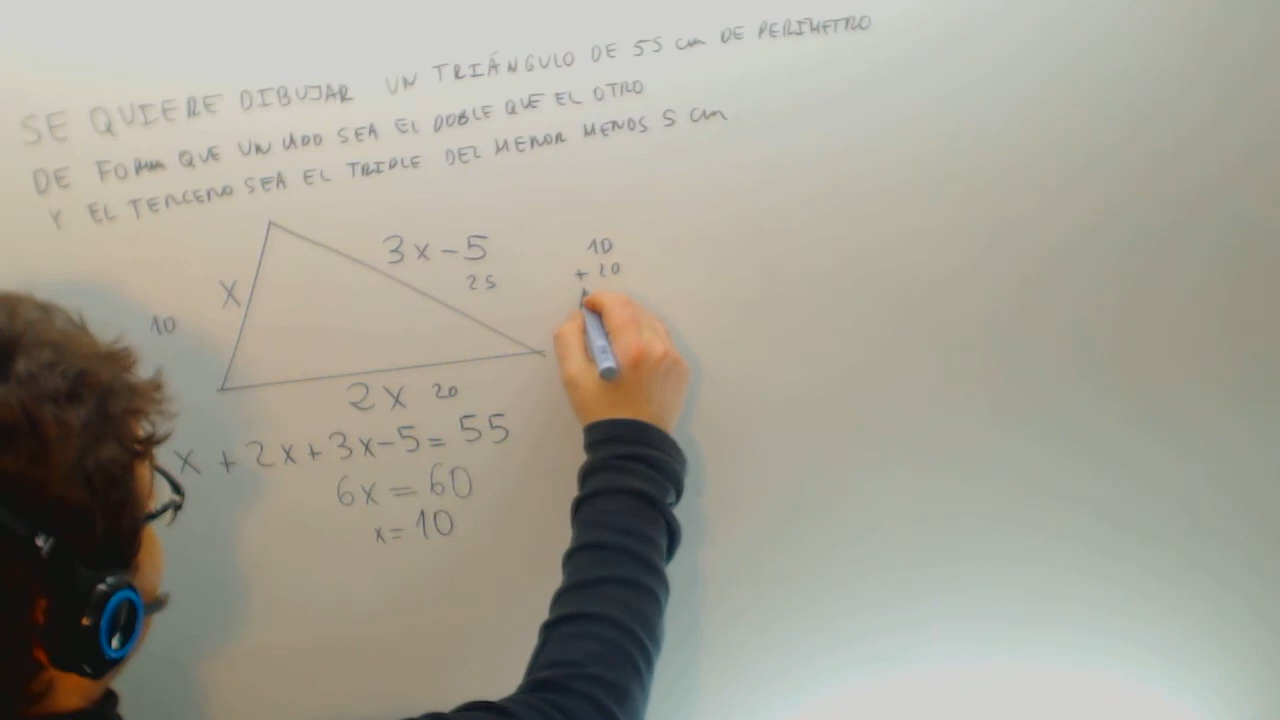 SE QUIERE DIBUJAR UN TRIÁNGULO DE 55 cm DE PERIMETRO
DE FORMA QUE UN LADO SEA EL DOBLE QUE EL OTRO
Y EL TERCERO SEA EL TRIPLE DEL MENOR MENOS 5 cm
3x-5
25
x
10
2x 20
10
+ 20
x + 2x+3x-5=55
6x=60
x=10